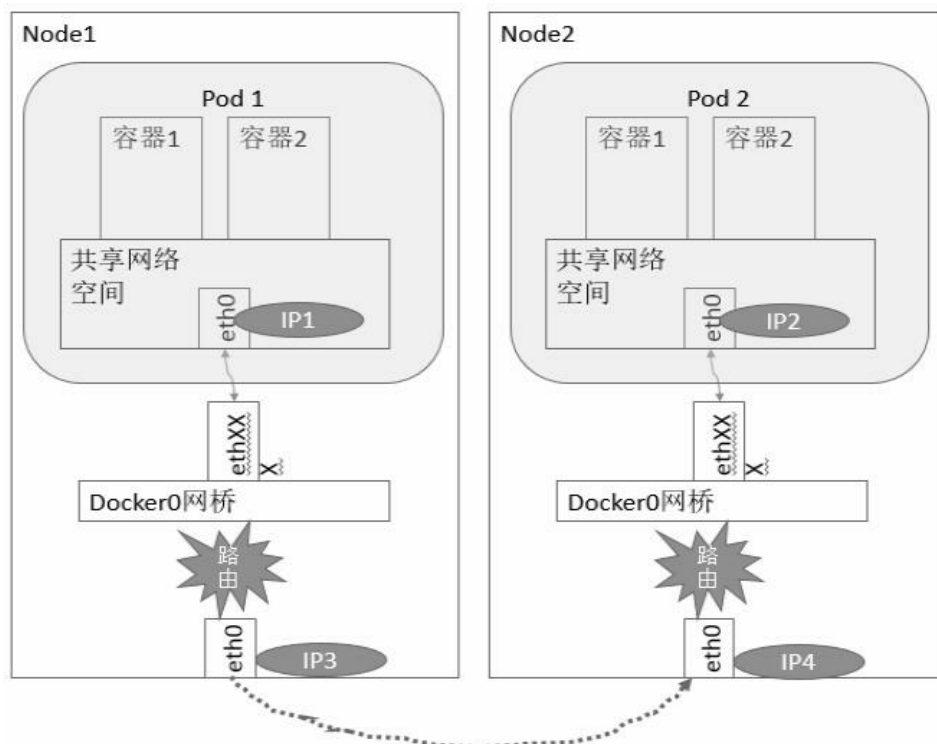 Node1
Pod 1
容器1
容器2
共享网络
空间
eth0
IP1
ethXX
X
Docker0网桥
路
由
eth0
IP3
Node2
Pod 2
容器1
容器2
共享网络
空间
eth0
IP2
ethXX
X
Docker0网桥
路
由
eth0
IP4